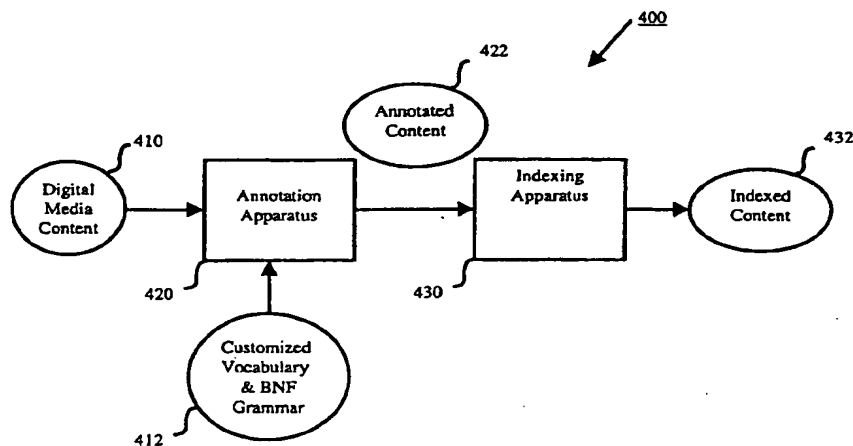 400
422
Annotated
Content
410
432
Digital
Media
Content
Annotation
Apparatus
Indexing
Apparatus
Indexed
Content
420
430
Customized
Vocabulary
& BNF
Grammar
412